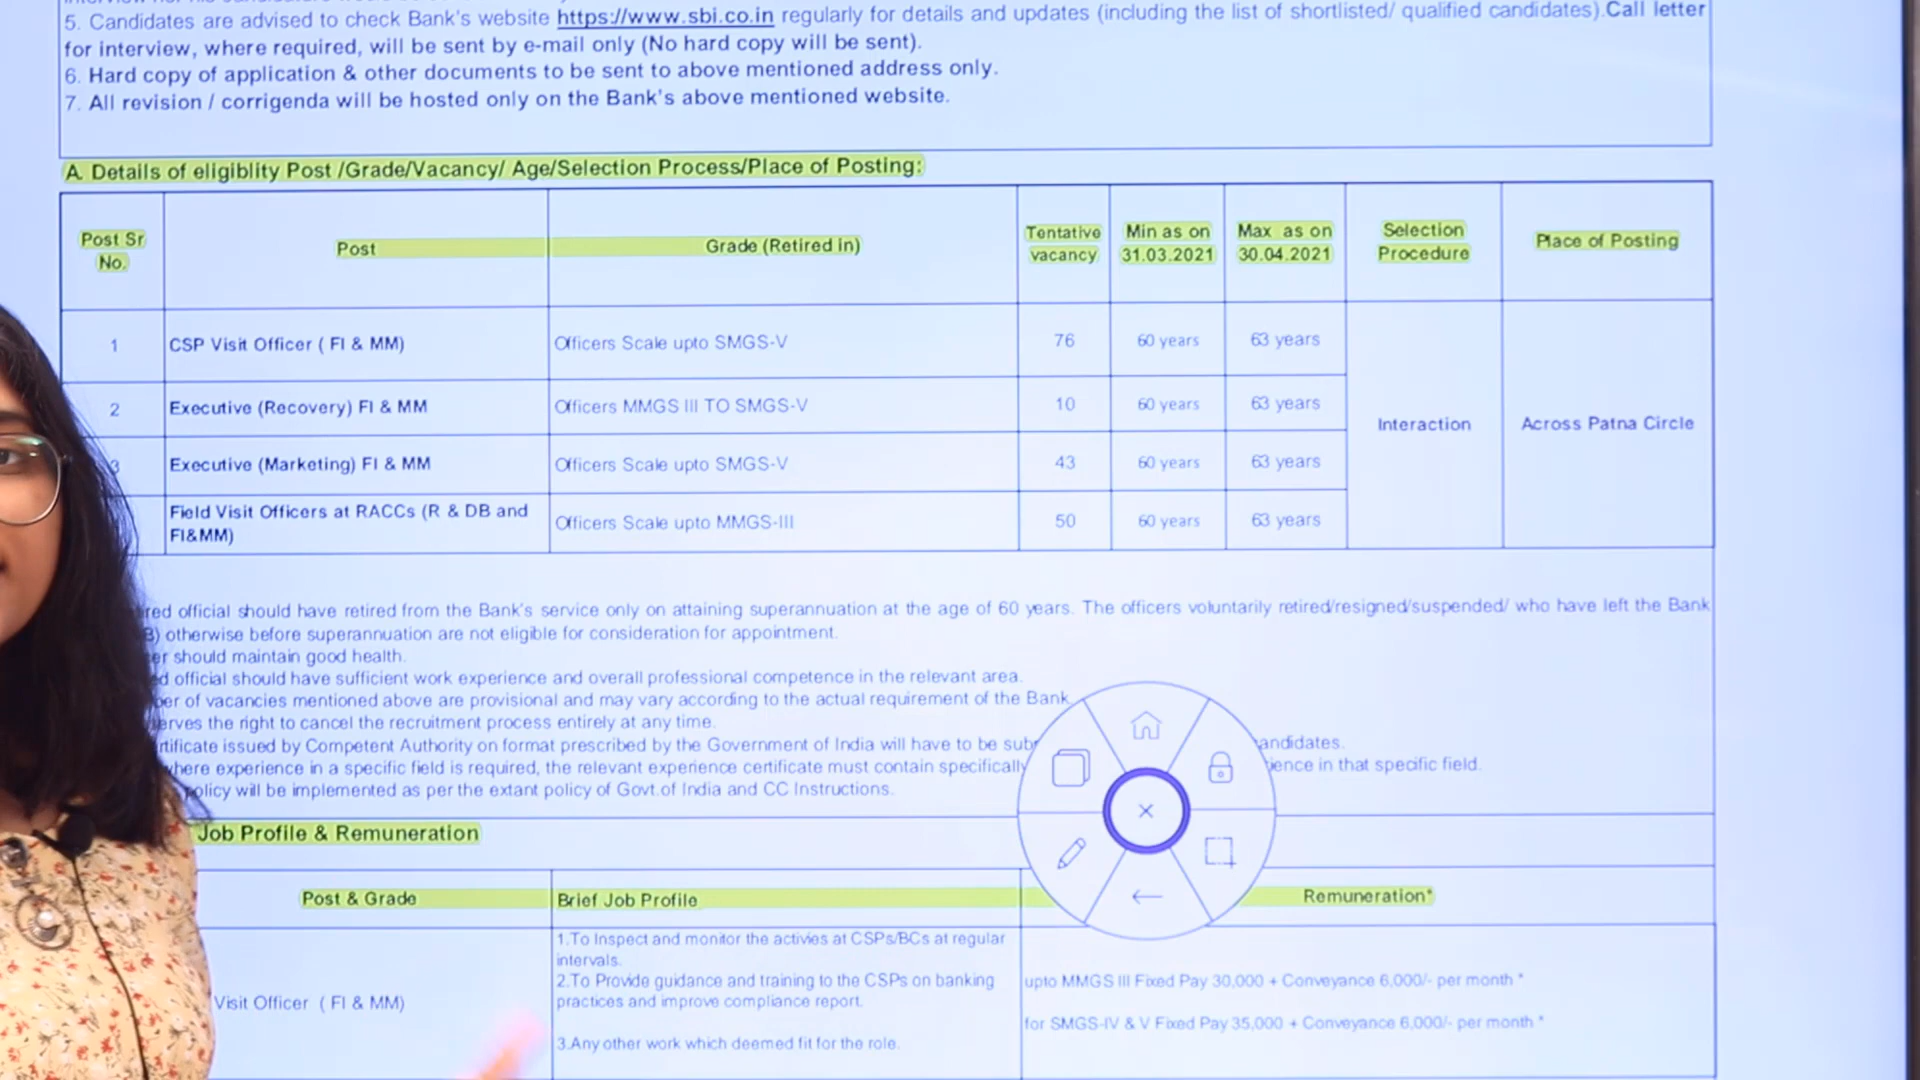 5. Candidates are advised to check Bank's website https://www.sbi.co.in regularly for details and updates (including the list of shortlisted/ qualified candidates).Call letter
for interview, where required, will be sent by e-mail only (No hard copy will be sent).
6. Hard copy of application & other documents to be sent to above mentioned address only.
7. All revision / corrigenda will be hosted only on the Bank's above mentioned website.
A. Details of eligiblity Post /Grade/Vacancy/ Age/Selection Process/Place of Posting:
Post Sr No. Post Grade (Retired in) Tentative vacancy Min as on 31.03.2021 Max as on 30.04.2021 Selection Procedure Place of Posting
1 CSP Visit Officer ( FI & MM) Officers Scale upto SMGS-V 76 60 years 63 years
2 Executive (Recovery) FI & MM Officers MMGS III TO SMGS-V 10 60 years 63 years
Interaction Across Patna Circle
3 Executive (Marketing) FI & MM Officers Scale upto SMGS-V 43 60 years 63 years
Field Visit Officers at RACCs (R & DB and FI&MM) Officers Scale upto MMGS-III 50 60 years 63 years
official should have retired from the Bank's service only on attaining superannuation at the age of 60 years. The officers voluntarily retired/resigned/suspended/ who have left the Bank
otherwise before superannuation are not eligible for consideration for appointment.
should maintain good health.
official should have sufficient work experience and overall professional competence in the relevant area.
of vacancies mentioned above are provisional and may vary according to the actual requirement of the Bank
the right to cancel the recruitment process entirely at any time.
issued by Competent Authority on format prescribed by the Government of India will have to be candidates.
where experience in a specific field is required, the relevant experience certificate must contain specifically in that specific field.
policy will be implemented as per the extant policy of Govt.of India and CC Instructions.
Job Profile & Remuneration
Post & Grade Brief Job Profile Remuneration*
1.To Inspect and monitor the activies at CSPs/BCs at regular
intervals.
2.To Provide guidance and training to the CSPs on banking
practices and improve compliance report.
3.Any other work which deemed fit for the role.
Visit Officer ( FI & MM)
upto MMGS III Fixed Pay 30,000 + Conveyance 6,000/- per month *
for SMGS-IV & V Fixed Pay 35,000 + Conveyance 6,000/- per month *